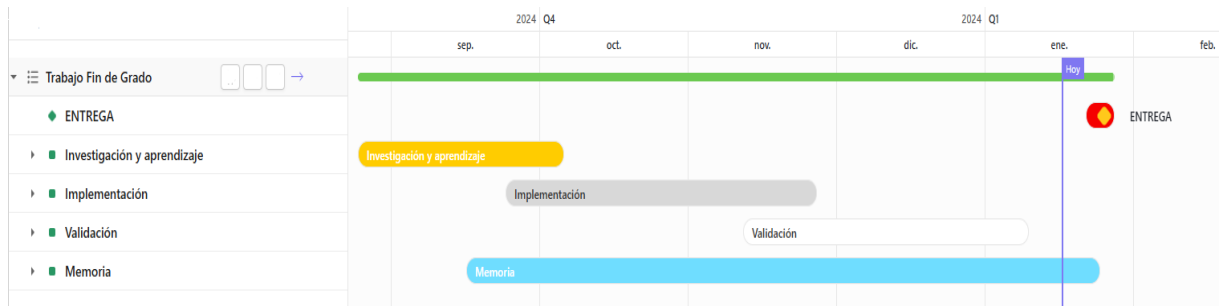 2024 Q4 2024 Q1
sep. oct. nov. dic. ene. feb.
Trabajo Fin de Grado
Hoy
ENTREGA ENTREGA
Investigación y aprendizaje Investigación y aprendizaje
Implementación Implementación
Validación Validación
Memoria Memoria